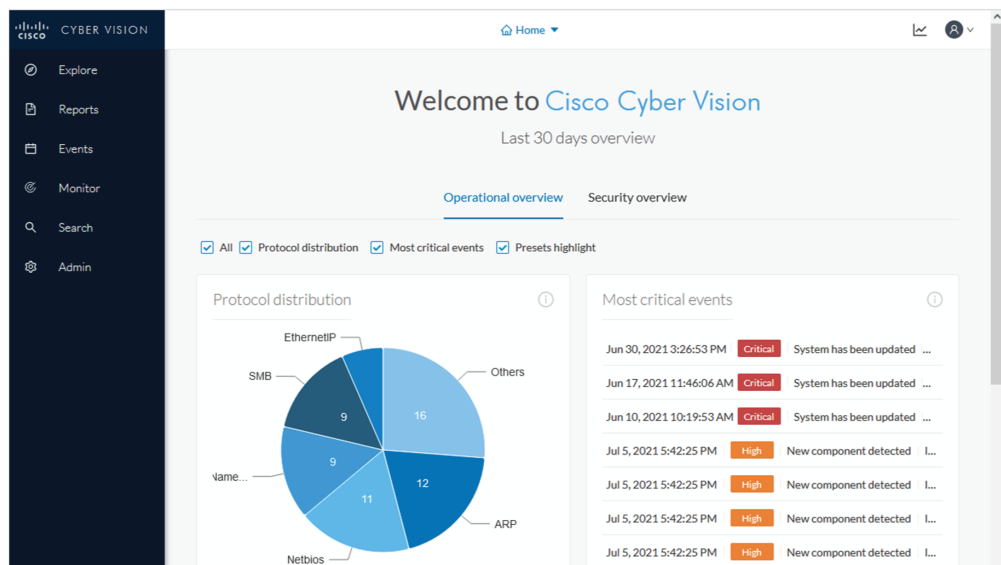 CISCO CYBER VISION
Home
Explore
Reports
Events
Monitor
Search
Admin
Welcome to Cisco Cyber Vision
Last 30 days overview
Operational overview Security overview
All Protocol distribution Most critical events Presets highlight
Protocol distribution
EthernetIP
SMB
Others
16
9
9
12
11
Name...
ARP
Netbios
Most critical events
Jun 30, 2021 3:26:53 PM Critical System has been updated ...
Jun 17, 2021 11:46:06 AM Critical System has been updated ...
Jun 10, 2021 10:19:53 AM Critical System has been updated ...
Jul 5, 2021 5:42:25 PM High New component detected I...
Jul 5, 2021 5:42:25 PM High New component detected I...
Jul 5, 2021 5:42:25 PM High New component detected I...
Jul 5, 2021 5:42:25 PM High New component detected I...